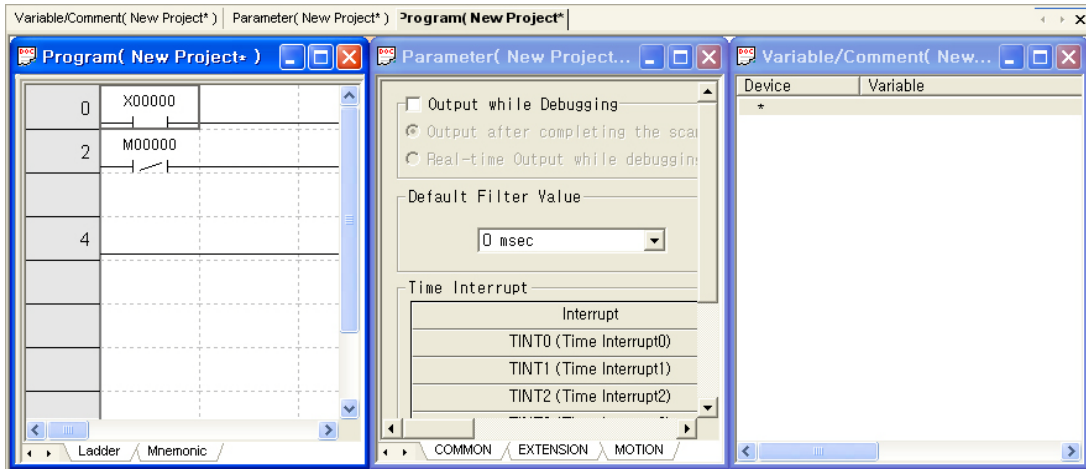 Variable/Comment( New Project* ) Parameter( New Project* ) Program( New Project*
Program( New Project* )
0
X00000
2
M00000
4
Ladder Mnemonic
Parameter( New Project...
Output while Debugging
Output after completing the scan
Real-time Output while debugging
Default Filter Value
0 msec
Time Interrupt
Interrupt
TINT0 (Time Interrupt0)
TINT1 (Time Interrupt1)
TINT2 (Time Interrupt2)
COMMON EXTENSION MOTION
Variable/Comment( New...
Device Variable
*